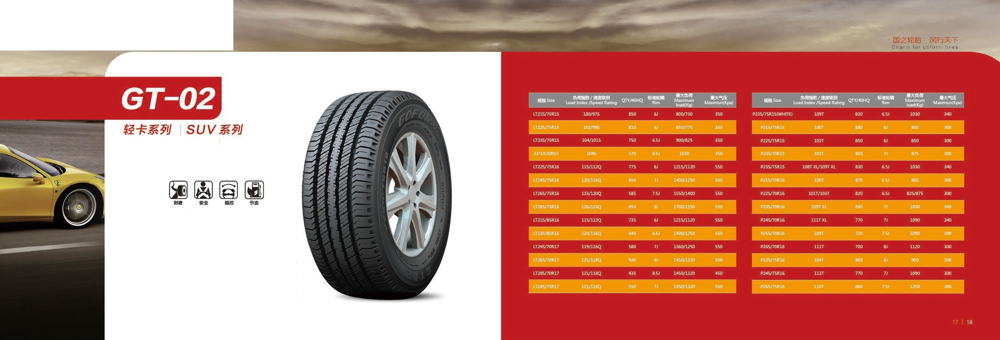 · 国之轮胎 风行天下 ·
Charm for goform tires
GT-02
轻卡系列 | SUV 系列
耐磨 安全 操控 节油
GOFORM
GT02
规格 Size 负荷指数 / 速度级别 Load Index /Speed Rating QTY/40HQ 标准轮辋 Rim 最大负荷 Maximum load(Kg) 最大气压 Maximun(Kpa)
LT215/75R15 100/97S 850 6J 800/730 350
LT225/75R15 102/99S 810 6J 850/775 350
LT235/75R15 104/101S 750 6.5J 900/825 350
31*10.50R15 109S 570 8.5J 1030 350
LT225/75R16 115/112Q 775 6J 1215/1120 550
LT245/75R16 120/116Q 650 7J 1400/1250 550
LT265/75R16 123/120Q 585 7.5J 1550/1400 550
LT285/75R16 126/123Q 454 8J 1700/1550 550
LT215/85R16 115/112Q 735 6J 1215/1120 550
LT235/85R16 120/116Q 640 6.5J 1400/1250 550
LT245/70R17 119/116Q 580 7J 1360/1250 550
LT265/70R17 121/118Q 500 8J 1450/1320 550
LT285/70R17 121/118Q 435 8.5J 1450/1320 450
LT245/75R17 121/118Q 550 7J 1450/1320 550
规格 Size 负荷指数 / 速度级别 Load Index /Speed Rating QTY/40HQ 标准轮辋 Rim 最大负荷 Maximum load(Kg) 最大气压 Maximun(Kpa)
P235/75R15(WHITE) 109T 830 6.5J 1030 340
P215/75R15 100T 880 6J 800 300
P225/75R15 102T 850 6J 850 300
P235/70R15 102T 850 7J 875 300
P235/75R15 108T XL/109T XL 830 6.5J 1030 340
P215/70R16 100T 870 6.5J 800 300
P225/70R16 101T/103T 820 6.5J 825/875 300
P235/70R16 109T XL 830 7J 1030 340
P245/70R16 111T XL 770 7J 1090 340
P255/70R16 109T 720 7.5J 1090 300
P265/70R16 111T 700 8J 1120 300
P225/75R16 104T 800 6J 900 300
P245/75R16 111T 770 7J 1090 300
P265/75R16 116T 660 7.5J 1250 300
17 | 18